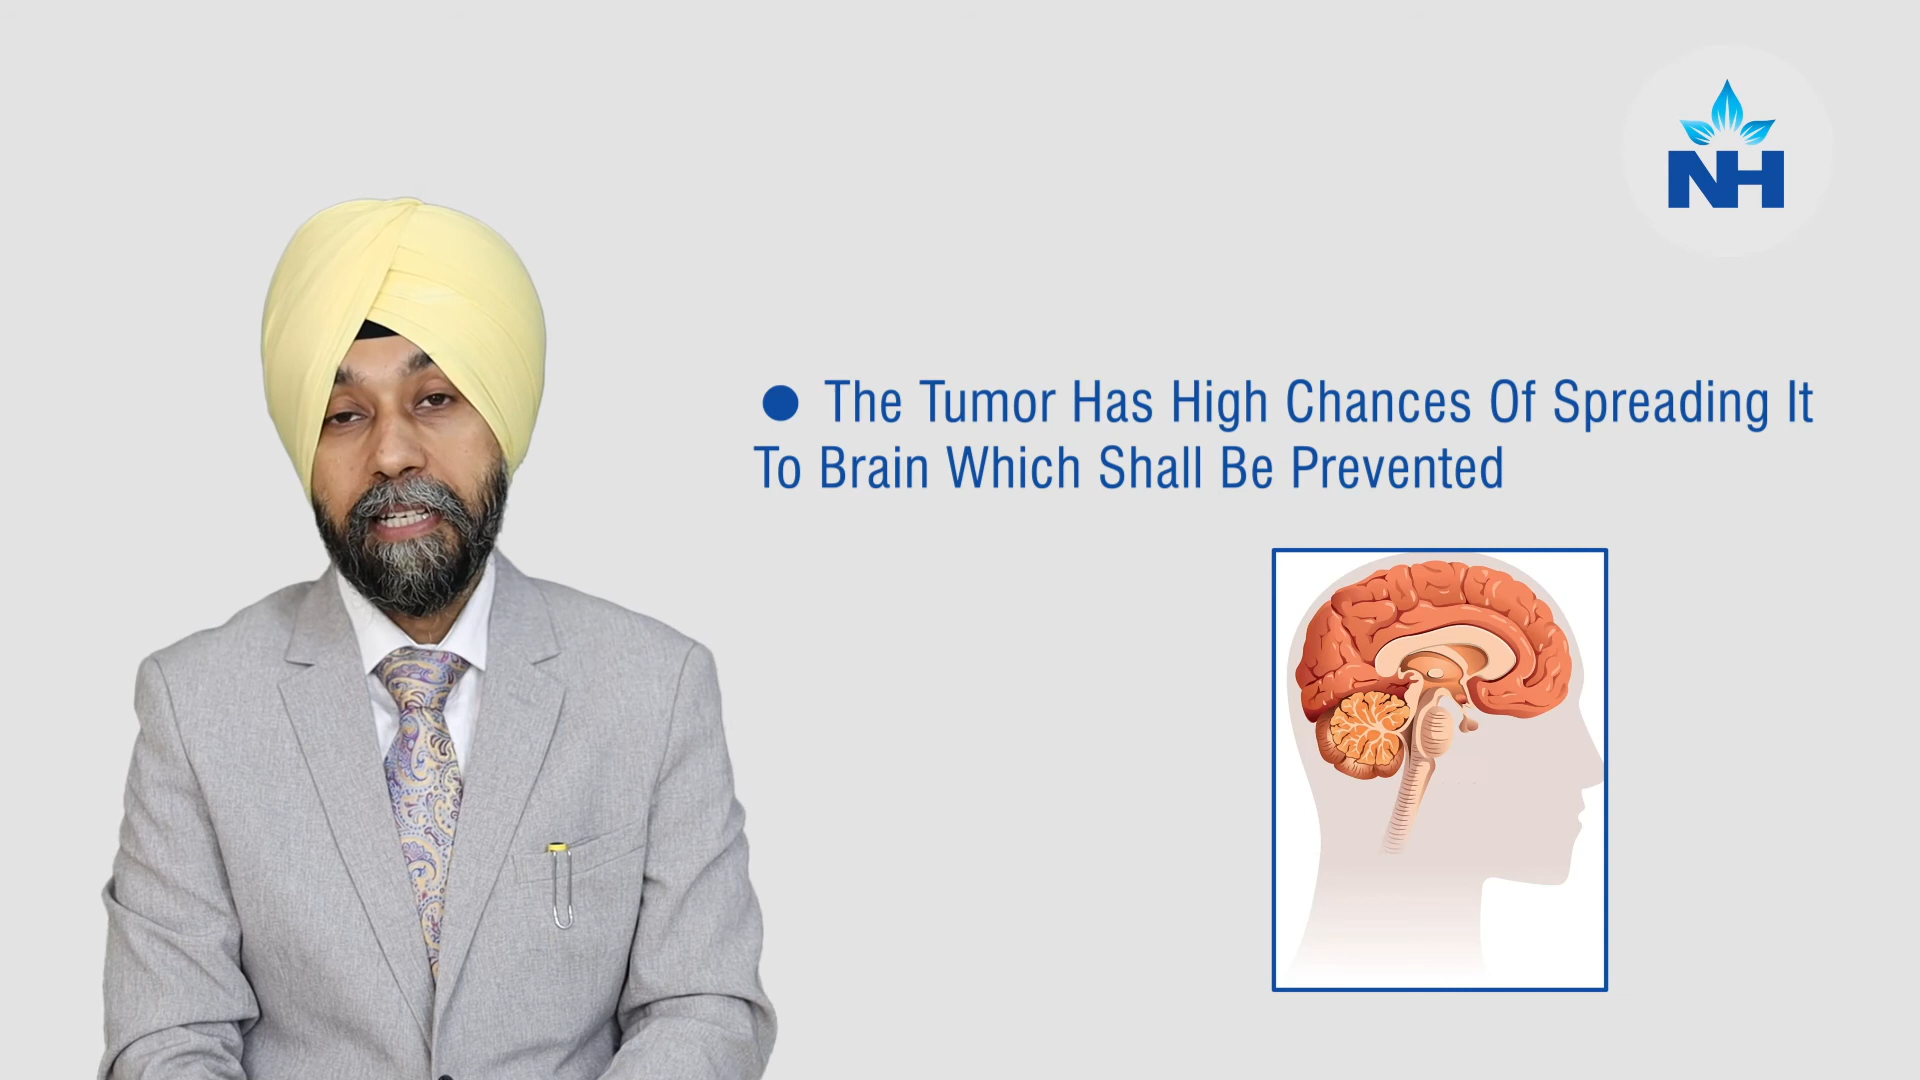 NH
● The Tumor Has High Chances Of Spreading It
To Brain Which Shall Be Prevented